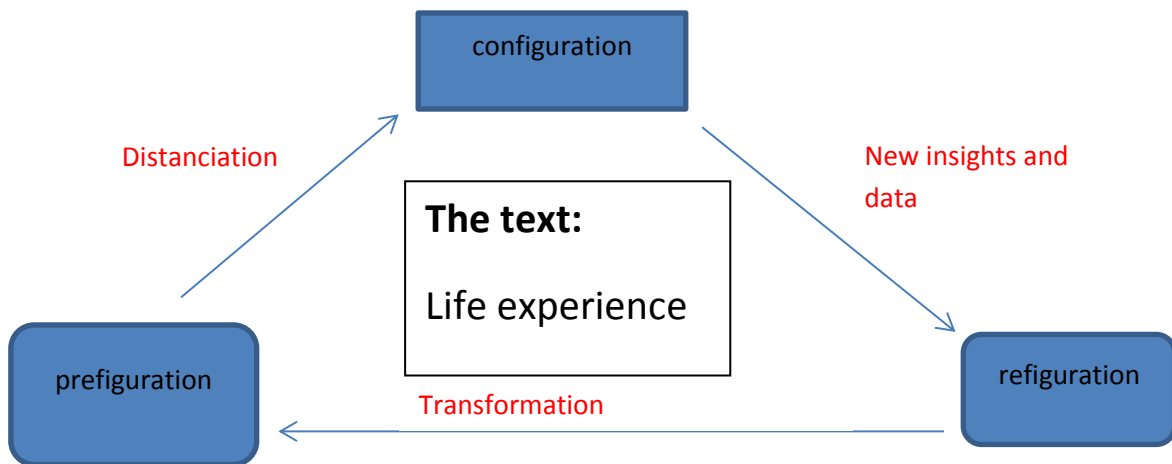 configuration
Distanciation
New insights and
data
The text:
Life experience
prefiguration
refiguration
Transformation